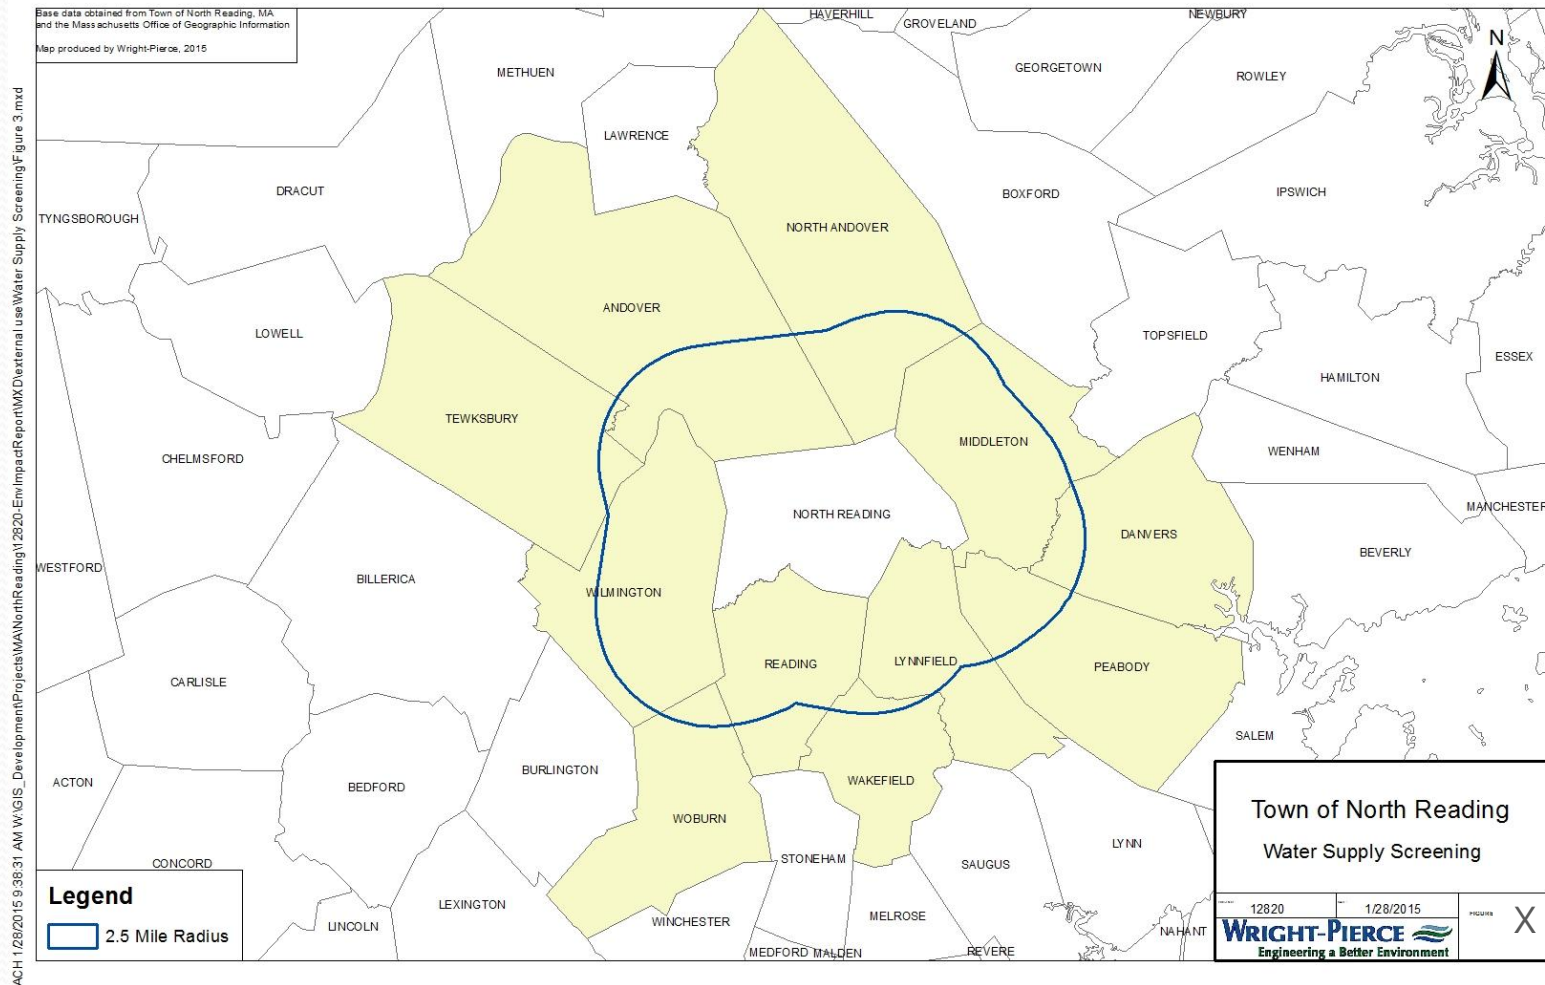 Base data obtained from Town of North Reading, MA
and the Massachusetts Office of Geographic Information
Map produced by Wright-Pierce, 2015
ACH 1/28/2015 9:38:31 AM W:\GIS_Development\Projects\MA\NorthReading\12820-EnvImpactReport\MXD\external use\Water Supply Screening\Figure 3.mxd
HAVERHILL
GROVELAND
NEWBURY
N
METHUEN
GEORGETOWN
ROWLEY
LAWRENCE
DRACUT
BOXFORD
IPSWICH
TYNGSBOROUGH
NORTH ANDOVER
ANDOVER
LOWELL
TOPSFIELD
ESSEX
HAMILTON
TEWKSBURY
MIDDLETON
CHELMSFORD
WENHAM
NORTH READING
MANCHESTER
DANVERS
BEVERLY
WESTFORD
BILLERICA
WILMINGTON
READING
LYNNFIELD
PEABODY
CARLISLE
SALEM
ACTON
BEDFORD
BURLINGTON
WAKEFIELD
WOBURN
LYNN
CONCORD
STONEHAM
SAUGUS
LEXINGTON
LINCOLN
WINCHESTER
MELROSE
NAHANT
MEDFORD
MALDEN
REVERE
Legend
2.5 Mile Radius
Town of North Reading
Water Supply Screening
12820
1/28/2015
FIGURE
X
WRIGHT-PIERCE
Engineering a Better Environment